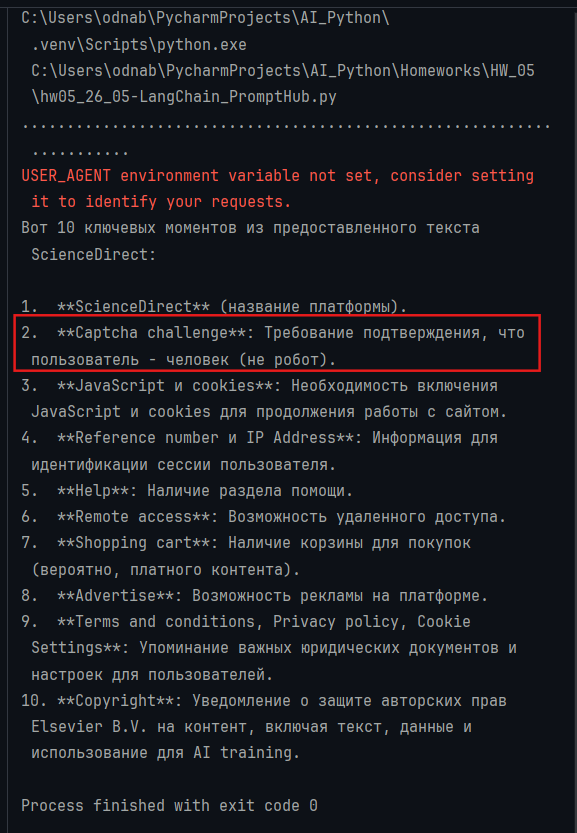 C:\Users\odnab\PycharmProjects\AI_Python\
.venv\Scripts\python.exe
C:\Users\odnab\PycharmProjects\AI_Python\Homeworks\HW_05
\hw05_26_05-LangChain_PromptHub.py
...........................................................
...........
USER_AGENT environment variable not set, consider setting
it to identify your requests.
Вот 10 ключевых моментов из предоставленного текста
ScienceDirect:
1.  **ScienceDirect** (название платформы).
2.  **Captcha challenge**: Требование подтверждения, что
пользователь - человек (не робот).
3.  **JavaScript и cookies**: Необходимость включения
JavaScript и cookies для продолжения работы с сайтом.
4.  **Reference number и IP Address**: Информация для
идентификации сессии пользователя.
5.  **Help**: Наличие раздела помощи.
6.  **Remote access**: Возможность удаленного доступа.
7.  **Shopping cart**: Наличие корзины для покупок
(вероятно, платного контента).
8.  **Advertise**: Возможность рекламы на платформе.
9.  **Terms and conditions, Privacy policy, Cookie
Settings**: Упоминание важных юридических документов и
настроек для пользователей.
10. **Copyright**: Уведомление о защите авторских прав
Elsevier B.V. на контент, включая текст, данные и
использование для AI training.
Process finished with exit code 0